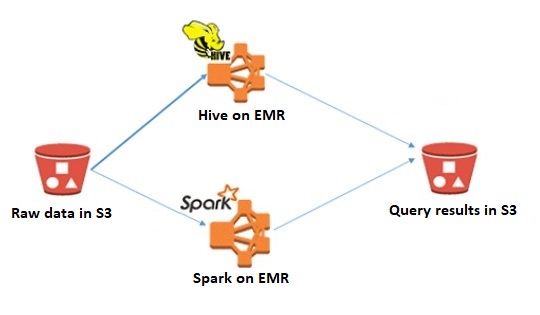 HIVE
Hive on EMR
Raw data in S3
Spark
Query results in S3
Spark on EMR